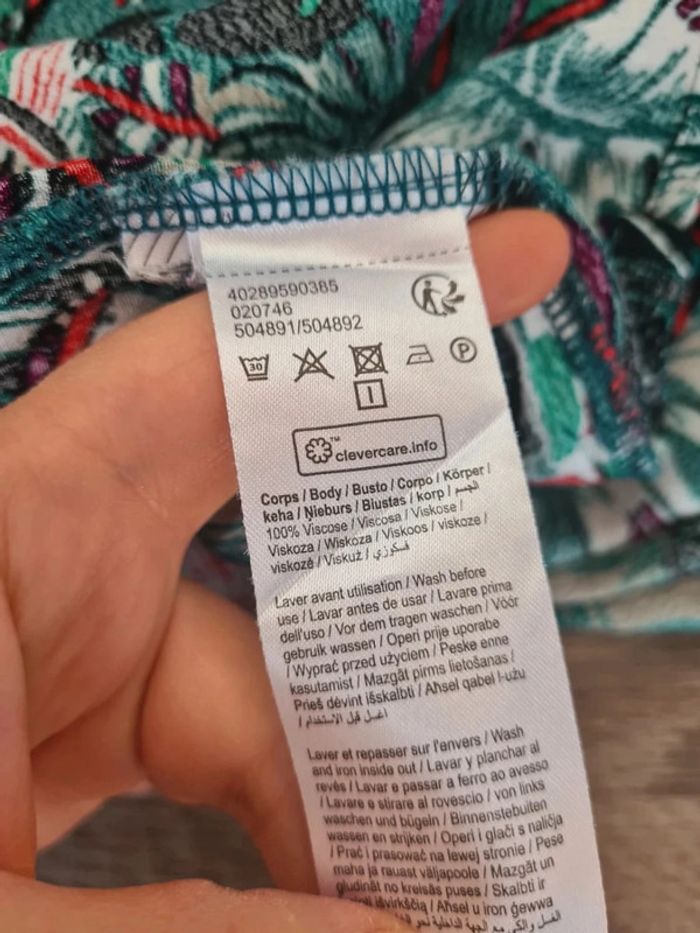 40289590385
020746
504891/504892
30
P
clevercare.info
TM
Corps / Body / Busto / Corpo / Körper /
keha / Ņieburs / Biustas / korp / الجسم
100% Viscose / Viscosa / Viskose /
Viskoza / Wiskoza / Viskoos / viskoze /
viskozė / Viskuż / فسكوزي
Laver avant utilisation / Wash before
use / Lavar antes de usar / Lavare prima
dell'uso / Vor dem tragen waschen / Vóór
gebruik wassen / Operi prije uporabe
/ Wyprać przed użyciem / Peske enne
kasutamist / Mazgāt pirms lietošanas /
Prieš dėvint išskalbti / Aħsel qabel l-użu
/ اغسل قبل الاستخدام
Laver et repasser sur l'envers / Wash
and iron inside out / Lavar y planchar al
revés / Lavar e passar a ferro ao avesso
/ Lavare e stirare al rovescio / von links
waschen und bügeln / Binnenstebuiten
wassen en strijken / Operi i glači s naličja
/ Prać i prasować na lewej stronie / Pese
maha ja rauast väljapoole / Mazgāt un
gludināt no kreisās puses / Skalbti ir
išvirkščią / Aħsel u iron ġewwa